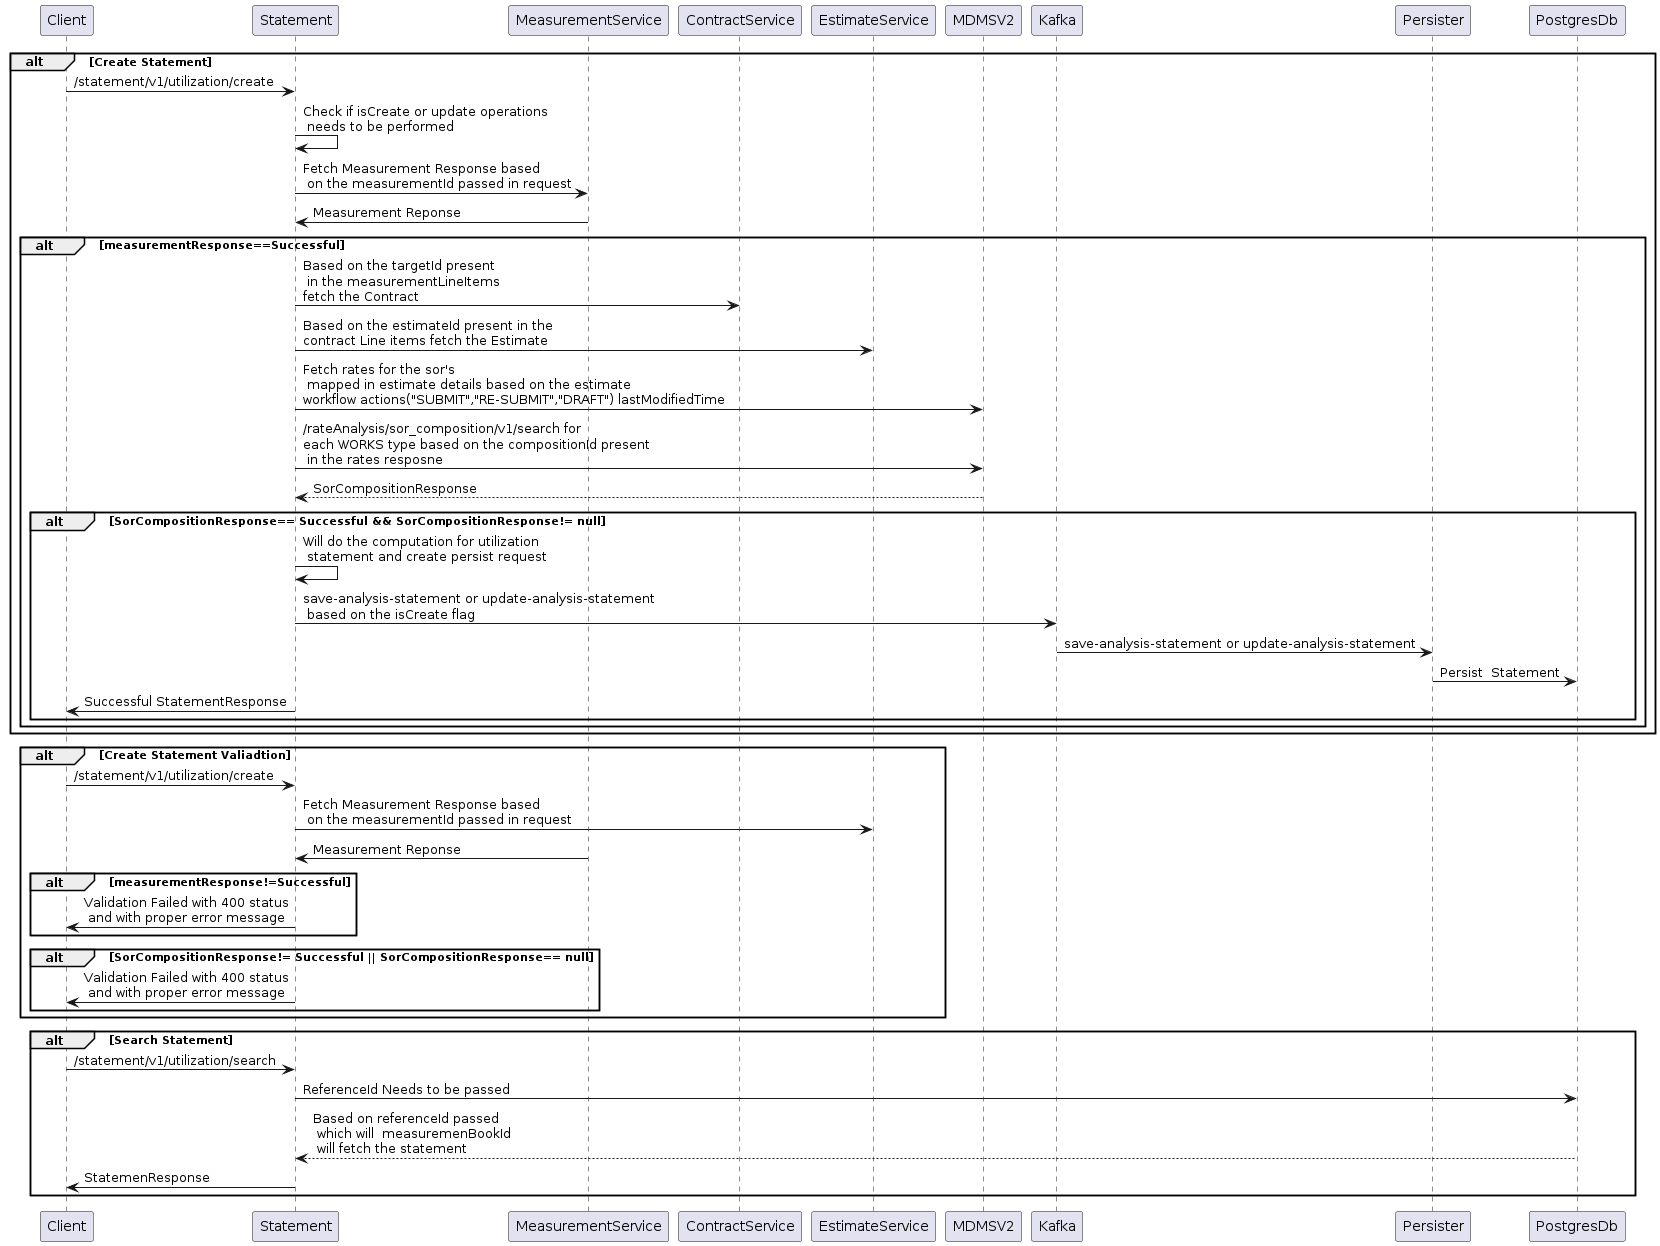 Client Statement MeasurementService ContractService EstimateService MDMSV2 Kafka Persister PostgresDb
alt [Create Statement]
/statement/v1/utilization/create
Check if isCreate or update operations
needs to be performed
Fetch Measurement Response based
on the measurementId passed in request
Measurement Reponse
alt [measurementResponse==Successful]
Based on the targetId present
in the measurementLineItems
fetch the Contract
Based on the estimateId present in the
contract Line items fetch the Estimate
Fetch rates for the sor's
mapped in estimate details based on the estimate
workflow actions("SUBMIT","RE-SUBMIT","DRAFT") lastModifiedTime
/rateAnalysis/sor_composition/v1/search for
each WORKS type based on the compositionId present
in the rates resposne
SorCompositionResponse
alt [SorCompositionResponse== Successful && SorCompositionResponse!= null]
Will do the computation for utilization
statement and create persist request
save-analysis-statement or update-analysis-statement
based on the isCreate flag
save-analysis-statement or update-analysis-statement
Persist  Statement
Successful StatementResponse
alt [Create Statement Valiadtion]
/statement/v1/utilization/create
Fetch Measurement Response based
on the measurementId passed in request
Measurement Reponse
alt [measurementResponse!=Successful]
Validation Failed with 400 status
and with proper error message
alt [SorCompositionResponse!= Successful || SorCompositionResponse== null]
Validation Failed with 400 status
and with proper error message
alt [Search Statement]
/statement/v1/utilization/search
ReferenceId Needs to be passed
Based on referenceId passed
which will  measuremenBookId
will fetch the statement
StatemenResponse
Client Statement MeasurementService ContractService EstimateService MDMSV2 Kafka Persister PostgresDb